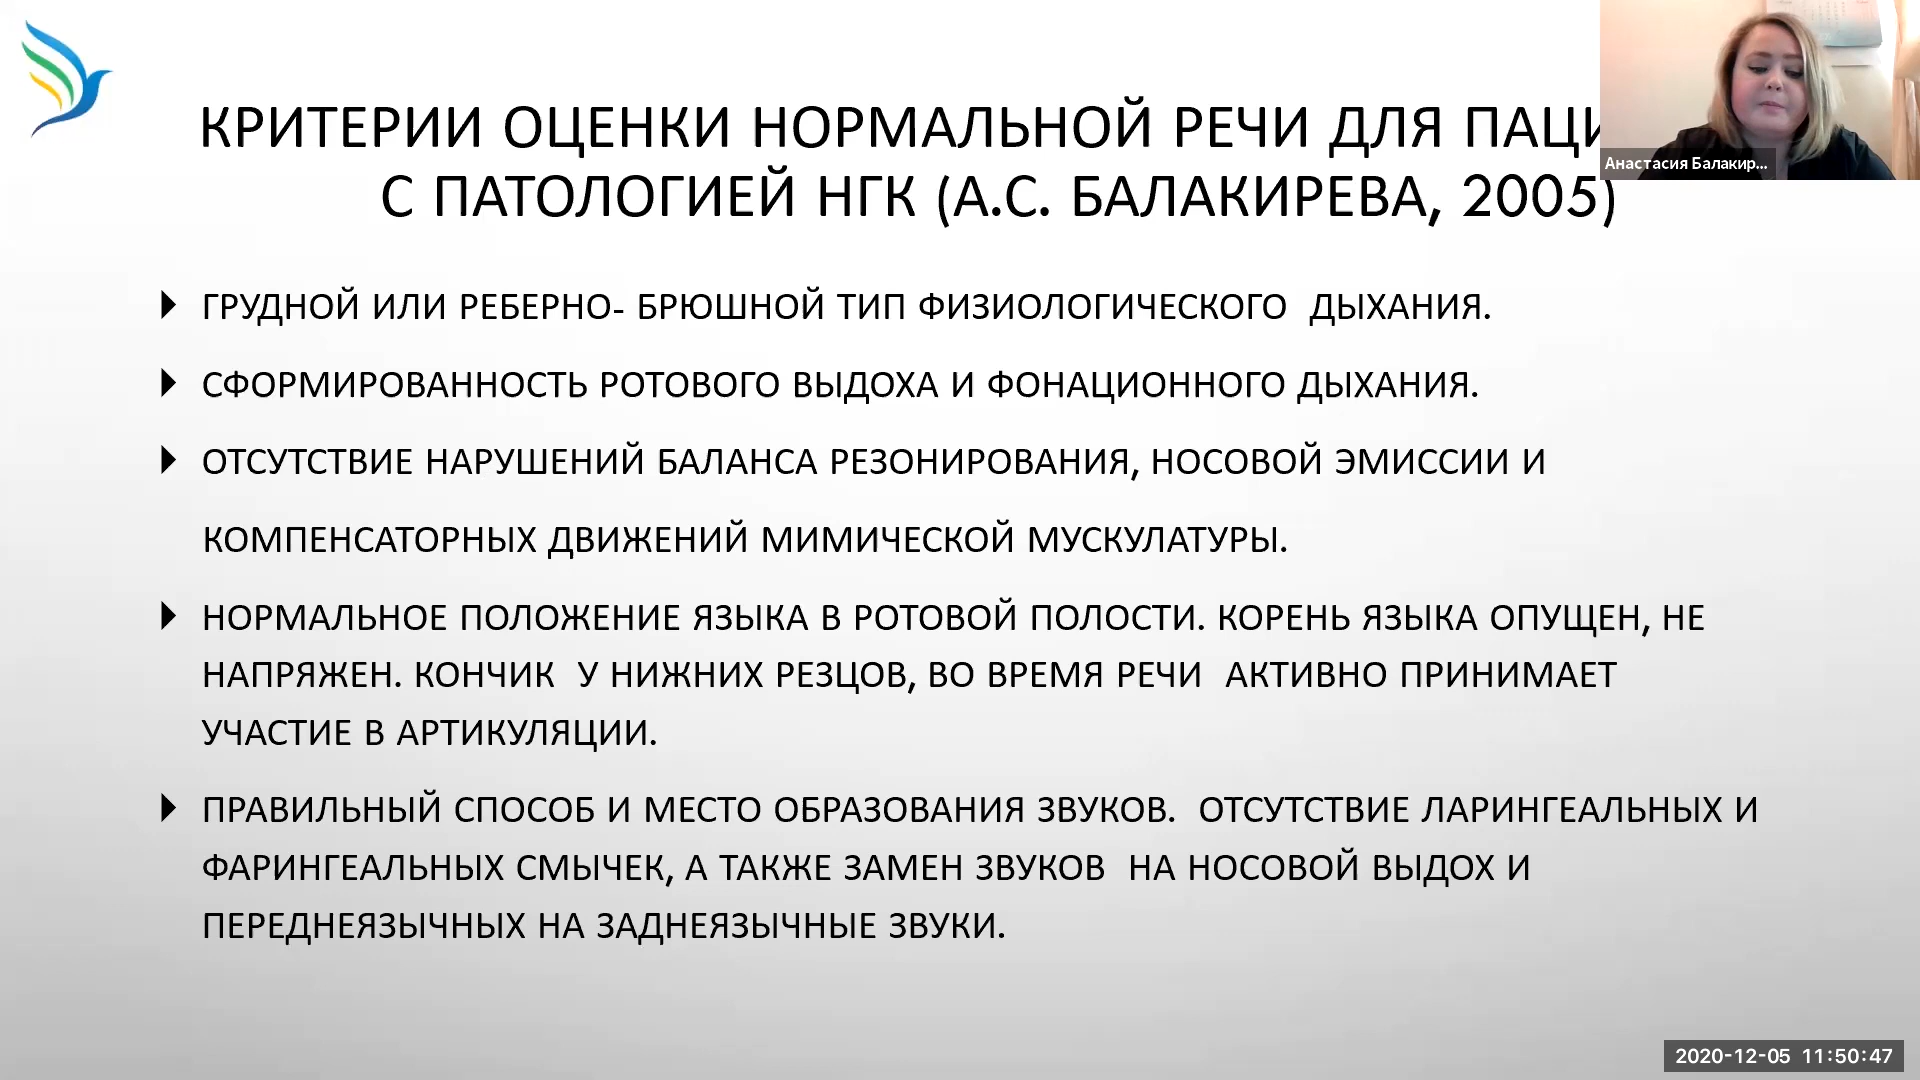 КРИТЕРИИ ОЦЕНКИ НОРМАЛЬНОЙ РЕЧИ ДЛЯ
С ПАТОЛОГИЕЙ НГК (А.С. БАЛАКИРЕВА, 2005)
Анастасия Балакир...
ГРУДНОЙ ИЛИ РЕБЕРНО- БРЮШНОЙ ТИП ФИЗИОЛОГИЧЕСКОГО ДЫХАНИЯ.
СФОРМИРОВАННОСТЬ РОТОВОГО ВЫДОХА И ФОНАЦИОННОГО ДЫХАНИЯ.
ОТСУТСТВИЕ НАРУШЕНИЙ БАЛАНСА РЕЗОНИРОВАНИЯ, НОСОВОЙ ЭМИССИИ И
КОМПЕНСАТОРНЫХ ДВИЖЕНИЙ МИМИЧЕСКОЙ МУСКУЛАТУРЫ.
НОРМАЛЬНОЕ ПОЛОЖЕНИЕ ЯЗЫКА В РОТОВОЙ ПОЛОСТИ. КОРЕНЬ ЯЗЫКА ОПУЩЕН, НЕ
НАПРЯЖЕН. КОНЧИК У НИЖНИХ РЕЗЦОВ, ВО ВРЕМЯ РЕЧИ АКТИВНО ПРИНИМАЕТ
УЧАСТИЕ В АРТИКУЛЯЦИИ.
ПРАВИЛЬНЫЙ СПОСОБ И МЕСТО ОБРАЗОВАНИЯ ЗВУКОВ. ОТСУТСТВИЕ ЛАРИНГЕАЛЬНЫХ И
ФАРИНГЕАЛЬНЫХ СМЫЧЕК, А ТАКЖЕ ЗАМЕН ЗВУКОВ НА НОСОВОЙ ВЫДОХ И
ПЕРЕДНЕЯЗЫЧНЫХ НА ЗАДНЕЯЗЫЧНЫЕ ЗВУКИ.
2020-12-05 11:50:47